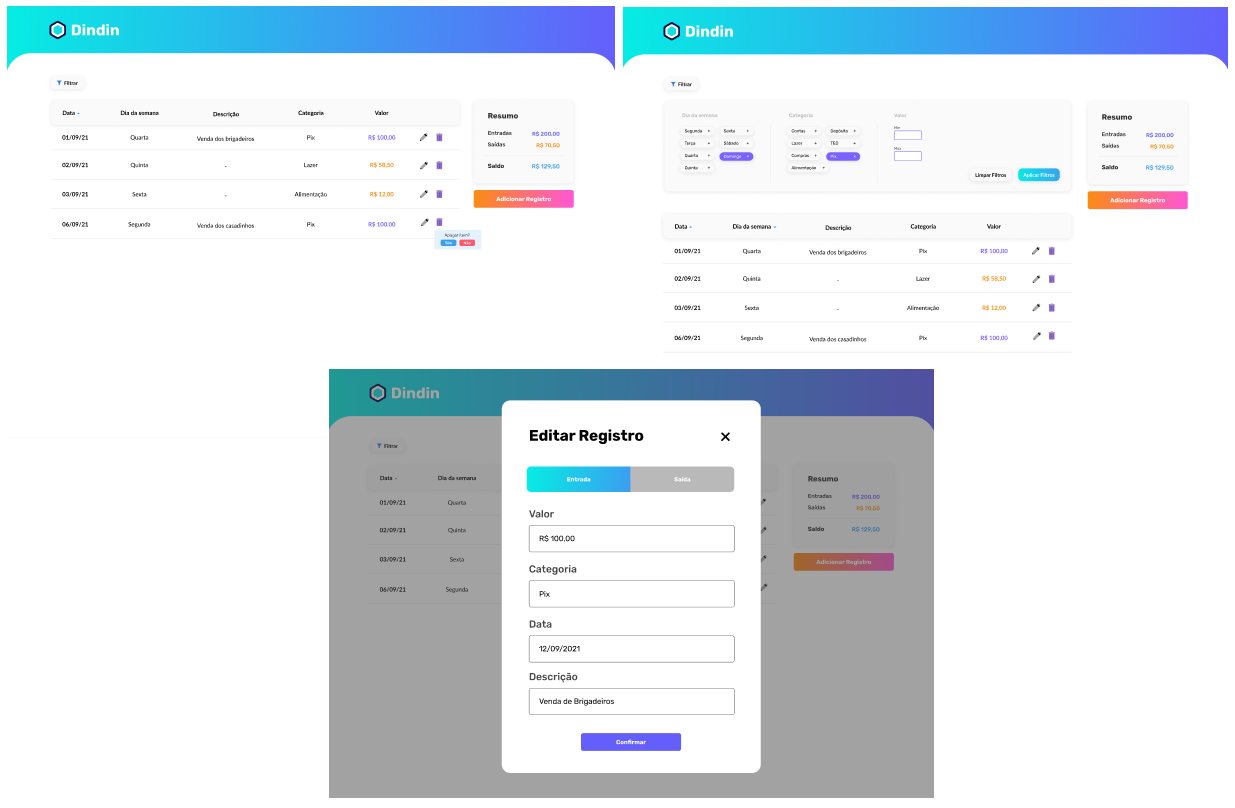 Dindin
Filtrar
Data Dia da semana Descrição Categoria Valor
01/09/21 Quarta Venda dos brigadeiros Pix R$ 100,00
02/09/21 Quinta - Lazer R$ 58,50
03/09/21 Sexta - Alimentação R$ 12,00
06/09/21 Segunda Venda dos casadinhos Pix R$ 100,00
Apagar item?
Sim Não
Resumo
Entradas R$ 200,00
Saídas R$ 70,50
Saldo R$ 129,50
Adicionar Registro
Dindin
Filtrar
Dia da semana Categoria Valor
Segunda + Sexta + Contas + Depósito + Min
Terça + Sábado + Lazer + TED +
Quarta + Domingo × Compras + Pix × Max
Quinta + Alimentação +
Limpar Filtros Aplicar Filtros
Resumo
Entradas R$ 200,00
Saídas R$ 70,50
Saldo R$ 129,50
Adicionar Registro
Data Dia da semana Descrição Categoria Valor
01/09/21 Quarta Venda dos brigadeiros Pix R$ 100,00
02/09/21 Quinta - Lazer R$ 58,50
03/09/21 Sexta - Alimentação R$ 12,00
06/09/21 Segunda Venda dos casadinhos Pix R$ 100,00
Dindin
Filtrar
Data Dia da semana
01/09/21 Quarta
02/09/21 Quinta
03/09/21 Sexta
06/09/21 Segunda
Editar Registro
Entrada Saída
Valor
R$ 100,00
Categoria
Pix
Data
12/09/2021
Descrição
Venda de Brigadeiros
Confirmar
Resumo
Entradas R$ 200,00
Saídas R$ 70,50
Saldo R$ 129,50
Adicionar Registro